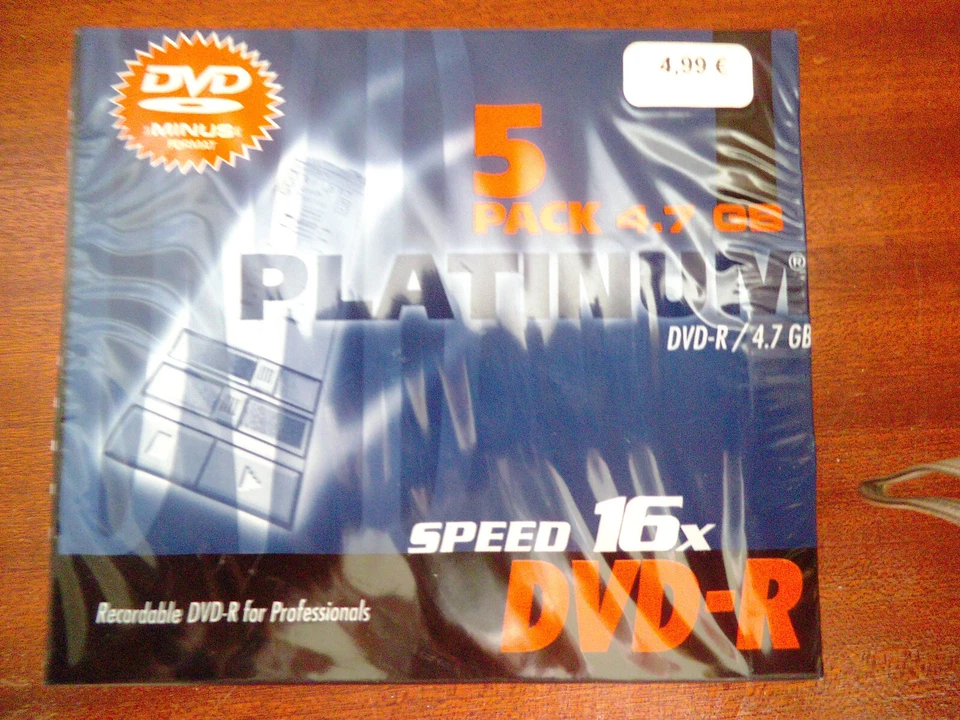 DVD
MINUS
FORMAT
4,99 €
5
PACK 4.7 GB
PLATINUM®
DVD-R / 4.7 GB
SPEED 16x
DVD-R
Recordable DVD-R for Professionals